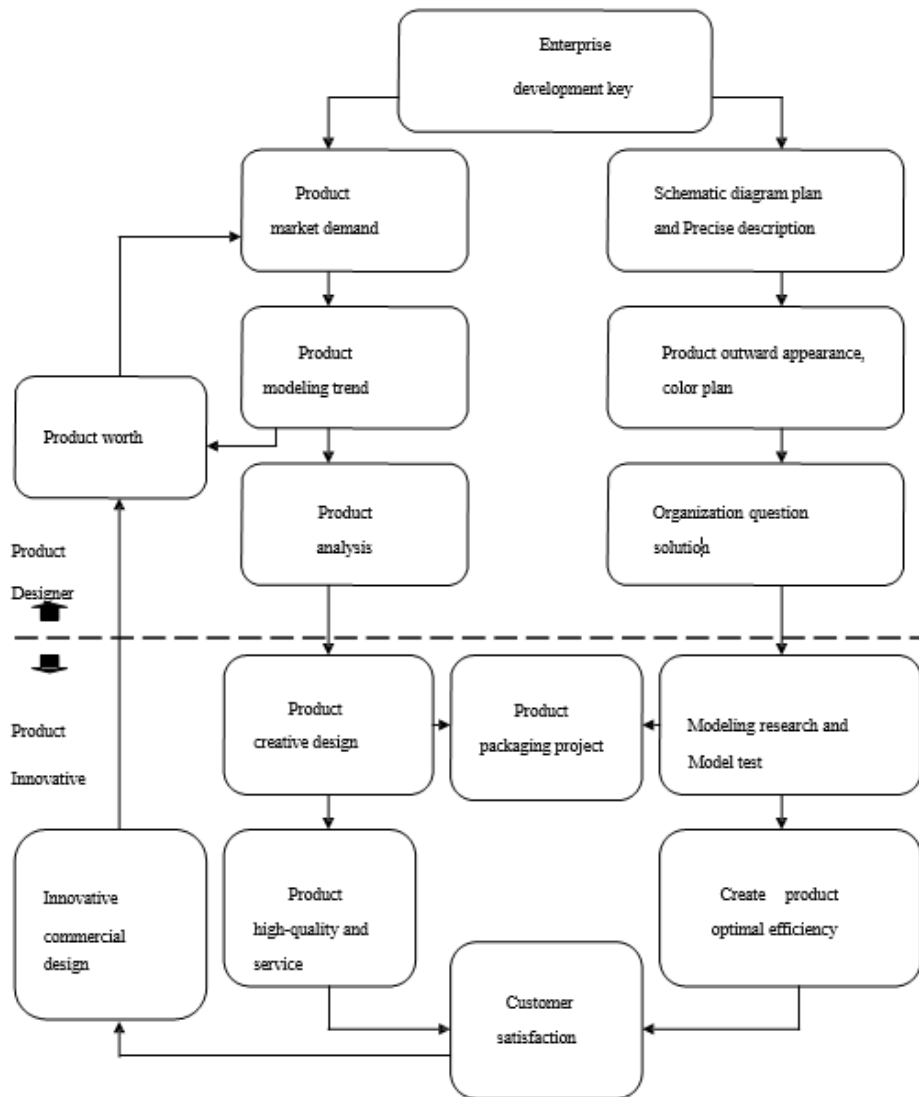 Enterprise
development key
Product
market demand
Schematic diagram plan
and Precise description
Product
modeling trend
Product outward appearance,
color plan
Product worth
Product
analysis
Organization question
solution
Product
Designer
Product
Innovative
Product
creative design
Product
packaging project
Modeling research and
Model test
Innovative
commercial
design
Product
high-quality and
service
Create product
optimal efficiency
Customer
satisfaction